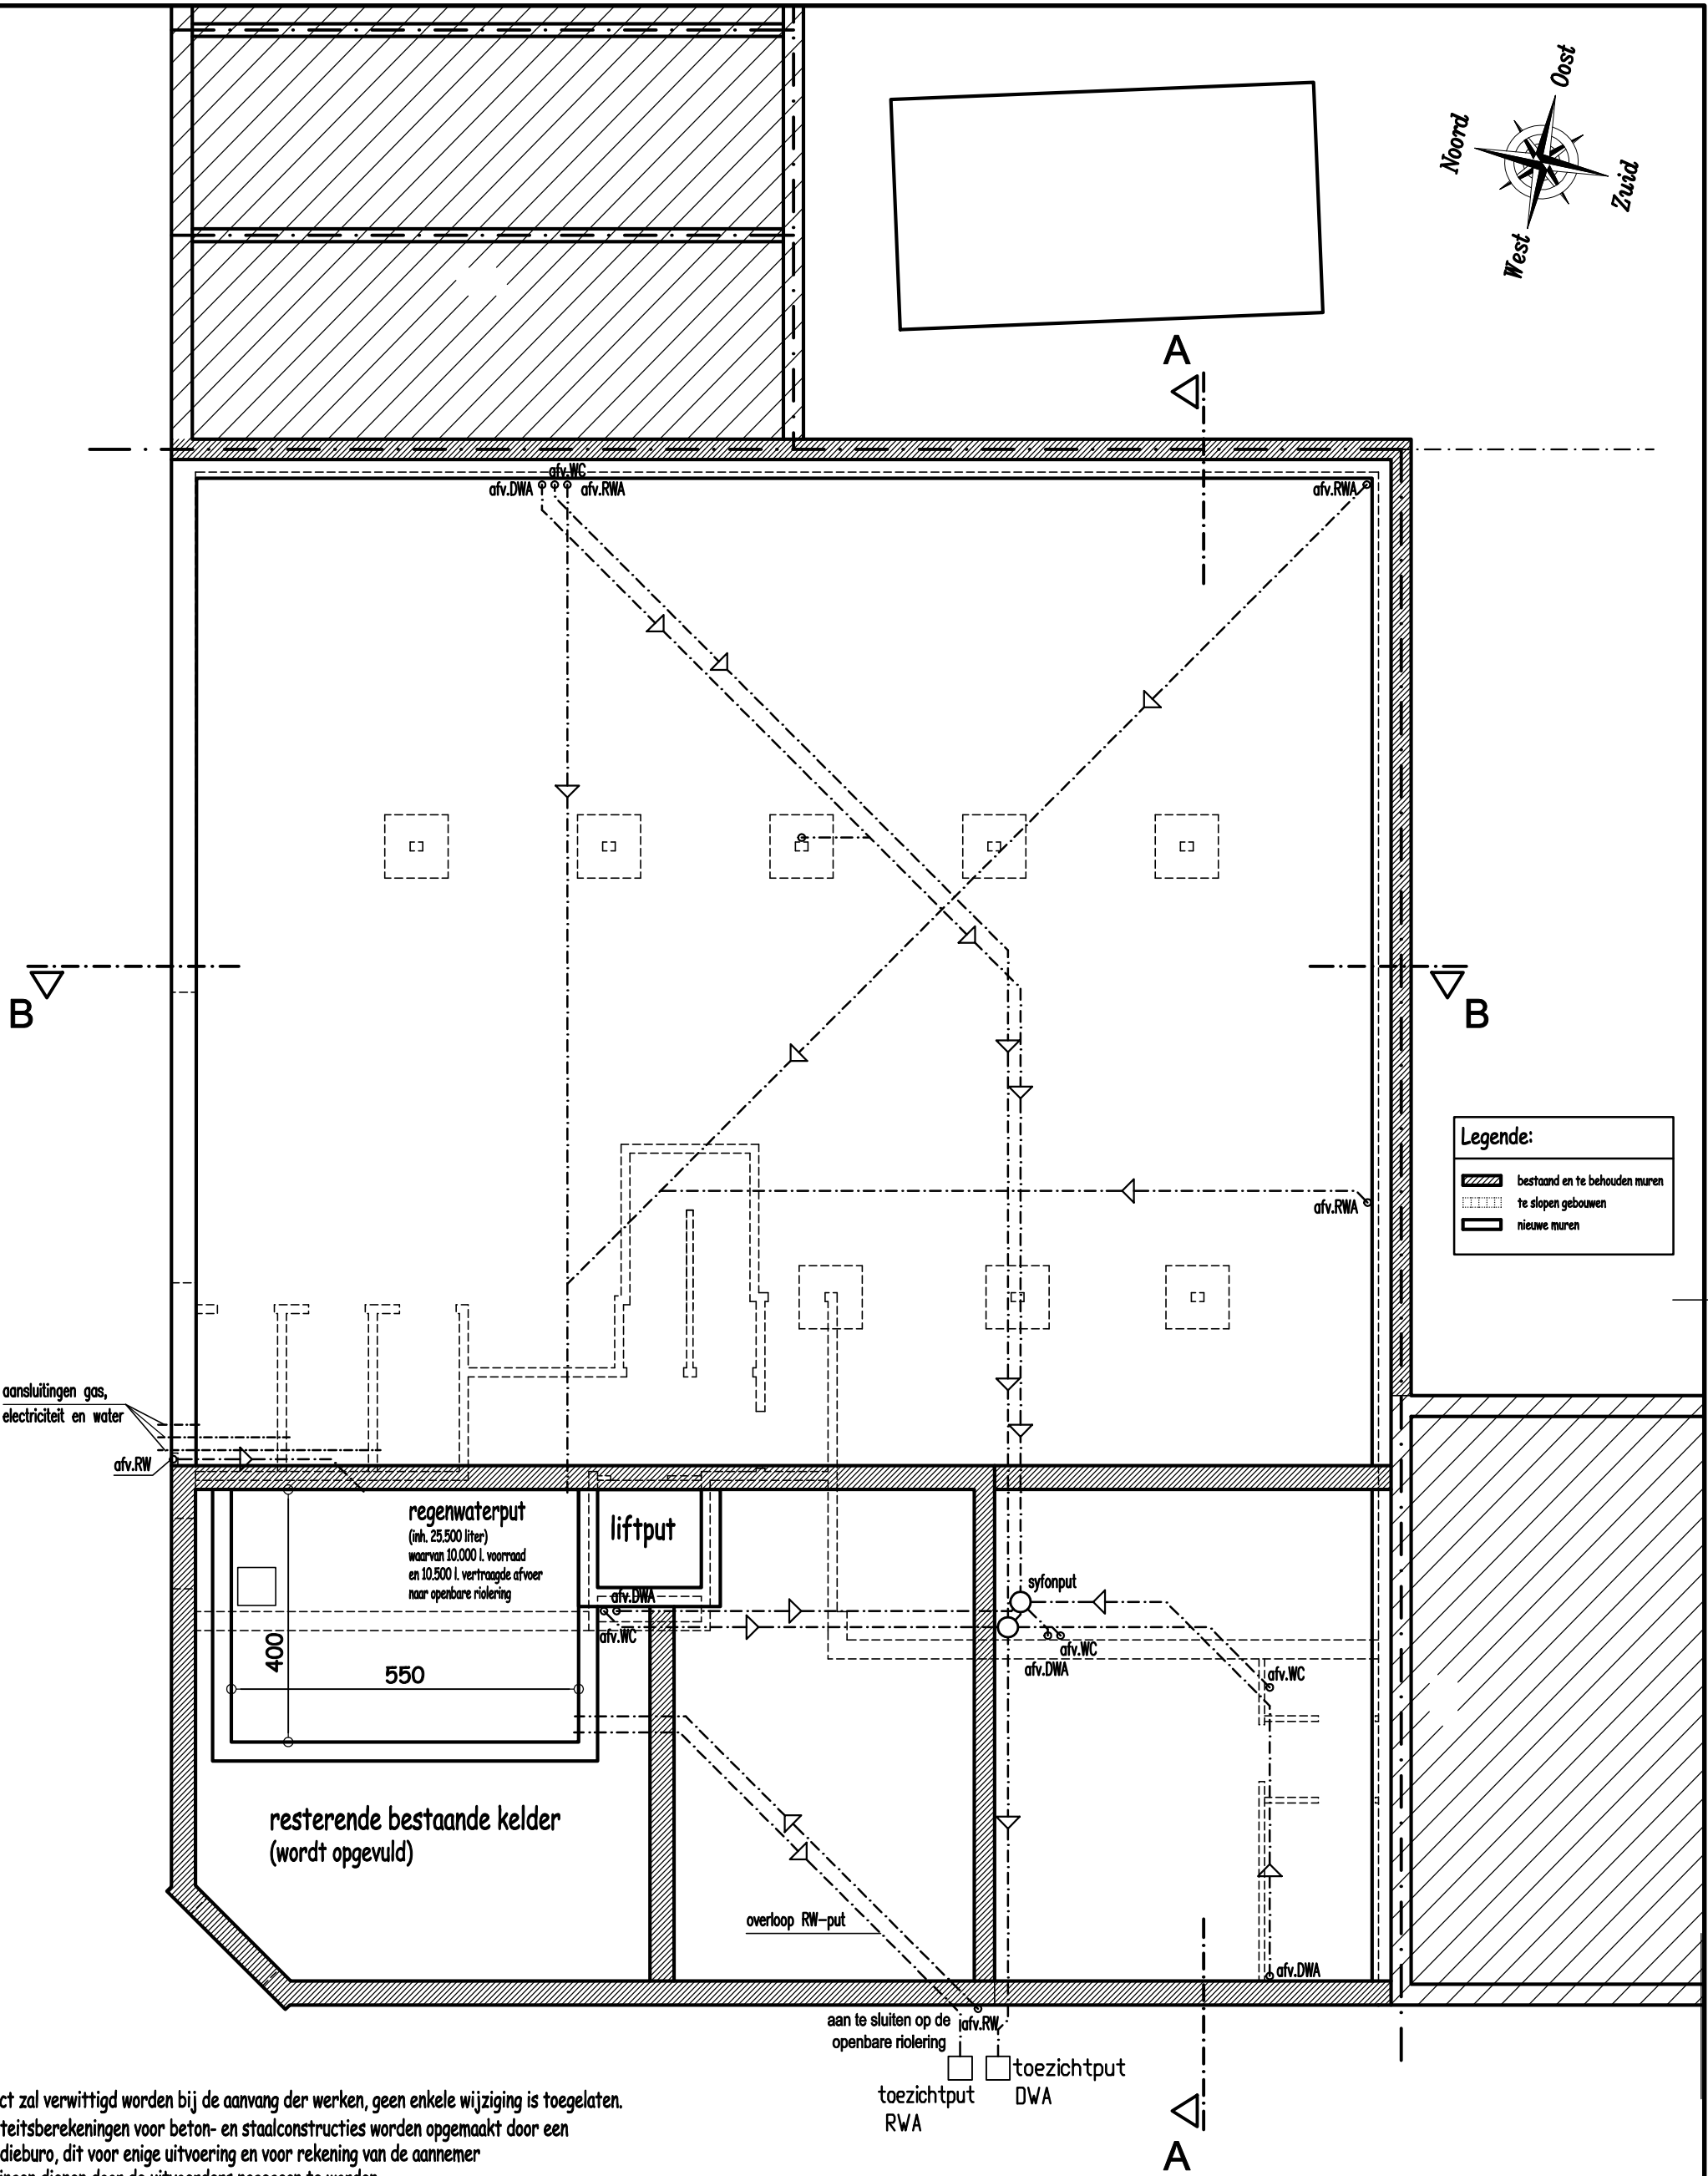 Oost
Noord
Zuid
West
A
afv.WC
afv.DWA
afv.RWA
afv.RWA
B
B
Legende:
bestaand en te behouden muren
te slopen gebouwen
nieuwe muren
afv.RWA
aansluitingen gas,
electriciteit en water
afv.RW
regenwaterput
(inh. 25.500 liter)
waarvan 10.000 l. voorraad
en 10.500 l. vertraagde afvoer
naar openbare riolering
liftput
syfonput
afv.DWA
afv.WC
afv.WC
afv.DWA
afv.WC
400
550
resterende bestaande kelder
(wordt opgevuld)
overloop RW-put
afv.DWA
aan te sluiten op de
openbare riolering
afv.RW
toezichtput
DWA
toezichtput
RWA
A
ct zal verwittigd worden bij de aanvang der werken, geen enkele wijziging is toegelaten.
teitsberekeningen voor beton- en staalconstructies worden opgemaakt door een
dieburo, dit voor enige uitvoering en voor rekening van de aannemer